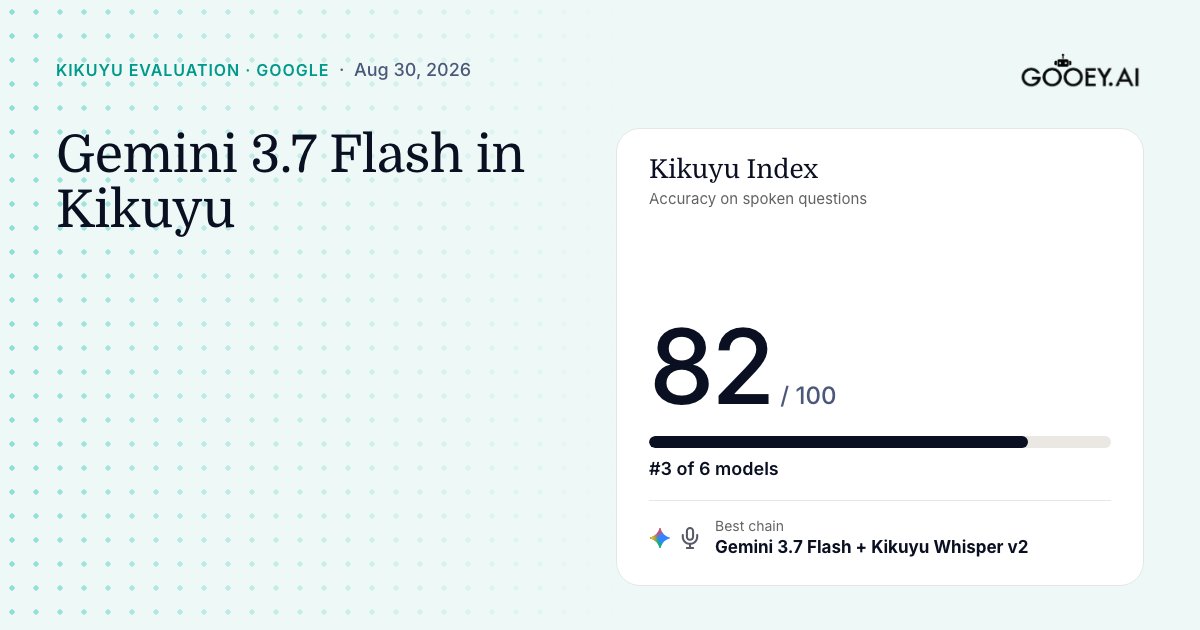 KIKUYU EVALUATION · GOOGLE · Aug 30, 2026
GOOEY.AI
Gemini 3.7 Flash in
Kikuyu
Kikuyu Index
Accuracy on spoken questions
82 / 100
#3 of 6 models
Best chain
Gemini 3.7 Flash + Kikuyu Whisper v2